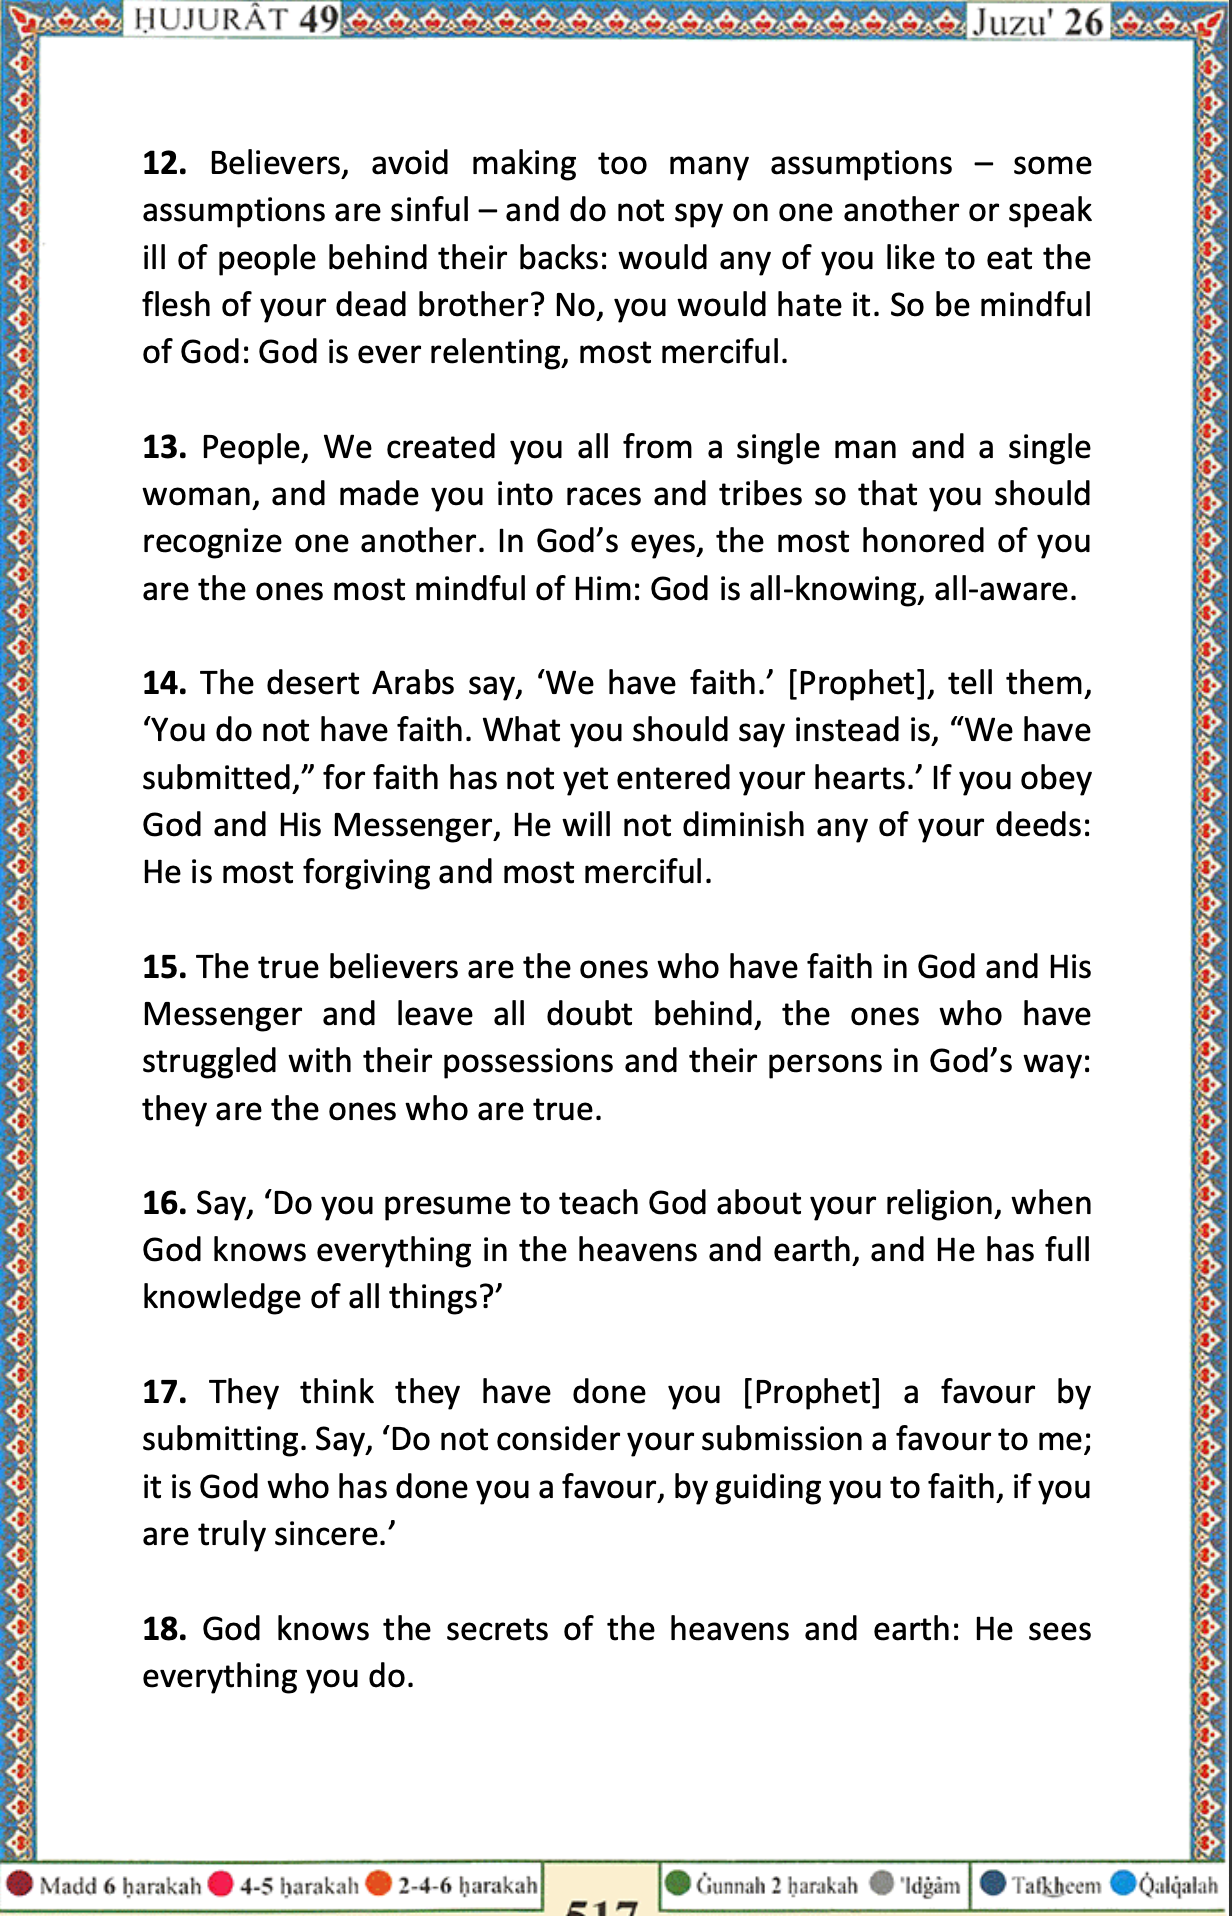 ḤUJURÂT 49
Juzu' 26
12. Believers, avoid making too many assumptions – some
assumptions are sinful – and do not spy on one another or speak
ill of people behind their backs: would any of you like to eat the
flesh of your dead brother? No, you would hate it. So be mindful
of God: God is ever relenting, most merciful.
13. People, We created you all from a single man and a single
woman, and made you into races and tribes so that you should
recognize one another. In God’s eyes, the most honored of you
are the ones most mindful of Him: God is all-knowing, all-aware.
14. The desert Arabs say, ‘We have faith.’ [Prophet], tell them,
‘You do not have faith. What you should say instead is, “We have
submitted,” for faith has not yet entered your hearts.’ If you obey
God and His Messenger, He will not diminish any of your deeds:
He is most forgiving and most merciful.
15. The true believers are the ones who have faith in God and His
Messenger and leave all doubt behind, the ones who have
struggled with their possessions and their persons in God’s way:
they are the ones who are true.
16. Say, ‘Do you presume to teach God about your religion, when
God knows everything in the heavens and earth, and He has full
knowledge of all things?’
17. They think they have done you [Prophet] a favour by
submitting. Say, ‘Do not consider your submission a favour to me;
it is God who has done you a favour, by guiding you to faith, if you
are truly sincere.’
18. God knows the secrets of the heavens and earth: He sees
everything you do.
Madd 6 ḥarakah 4-5 ḥarakah 2-4-6 ḥarakah
517
Ġunnah 2 ḥarakah 'Idġâm Tafkheem Q̇alq̇alah